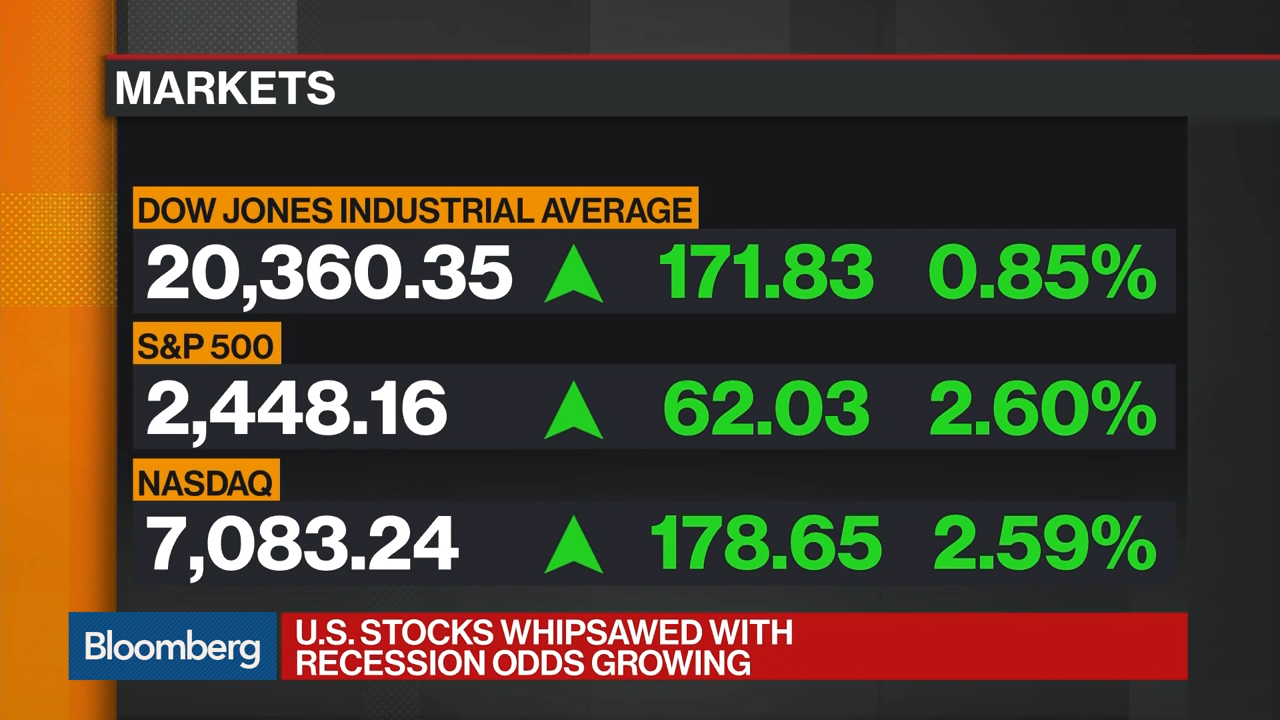 MARKETS
DOW JONES INDUSTRIAL AVERAGE
20,360.35 171.83 0.85%
S&P 500
2,448.16 62.03 2.60%
NASDAQ
7,083.24 178.65 2.59%
Bloomberg
U.S. STOCKS WHIPSAWED WITH
RECESSION ODDS GROWING